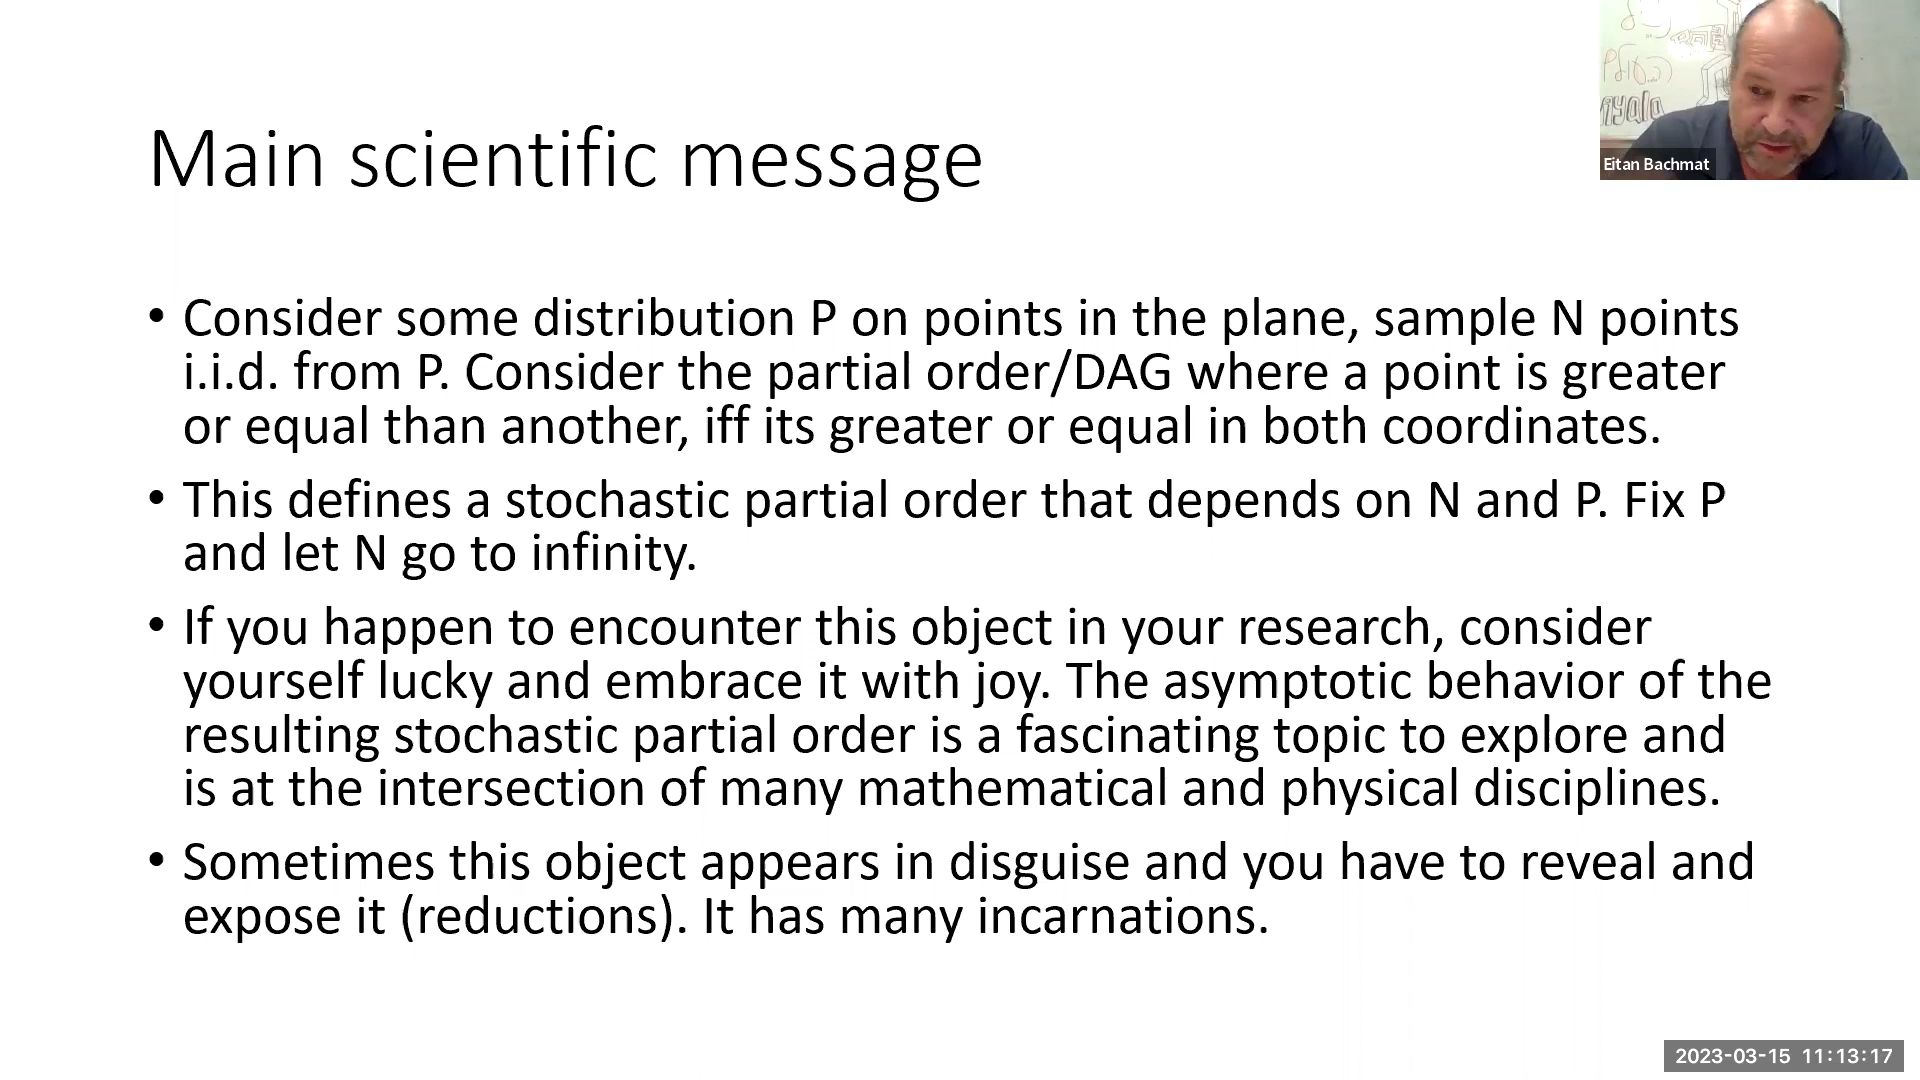 Main scientific message
• Consider some distribution P on points in the plane, sample N points
i.i.d. from P. Consider the partial order/DAG where a point is greater
or equal than another, iff its greater or equal in both coordinates.
• This defines a stochastic partial order that depends on N and P. Fix P
and let N go to infinity.
• If you happen to encounter this object in your research, consider
yourself lucky and embrace it with joy. The asymptotic behavior of the
resulting stochastic partial order is a fascinating topic to explore and
is at the intersection of many mathematical and physical disciplines.
• Sometimes this object appears in disguise and you have to reveal and
expose it (reductions). It has many incarnations.
Eitan Bachmat
2023-03-15 11:13:17